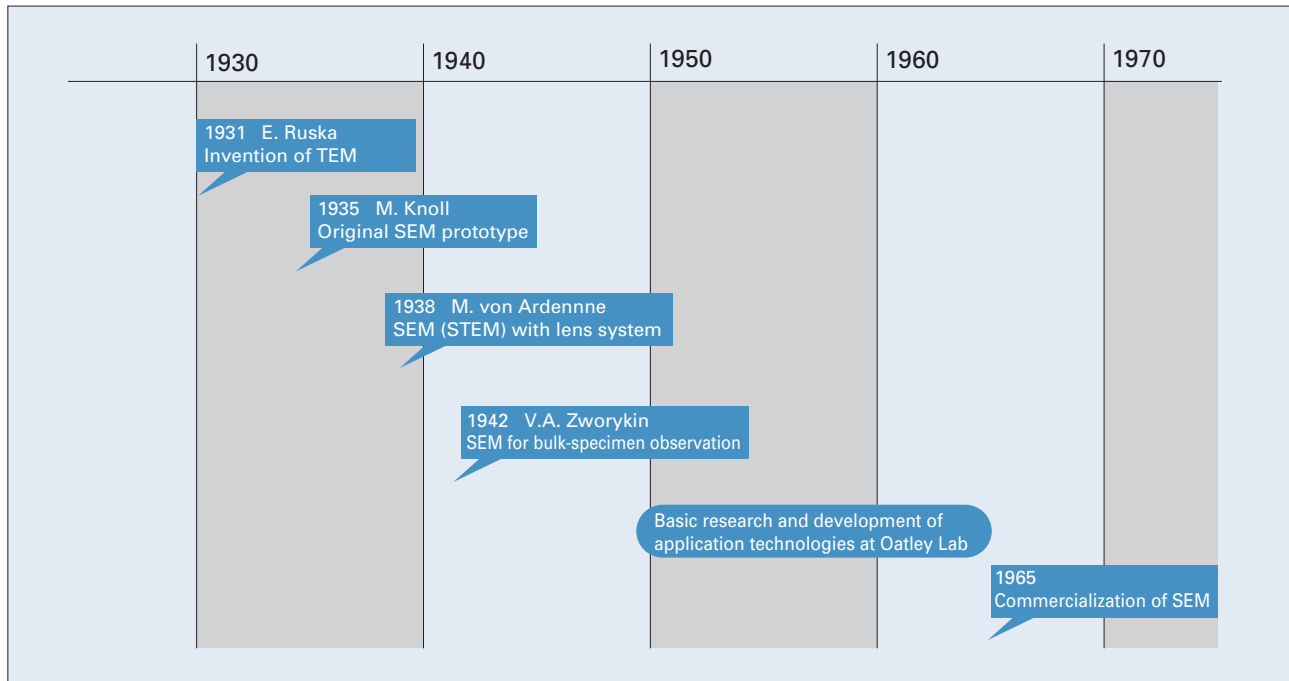 1930 1940 1950 1960 1970
1931 E. Ruska
Invention of TEM
1935 M. Knoll
Original SEM prototype
1938 M. von Ardennne
SEM (STEM) with lens system
1942 V.A. Zworykin
SEM for bulk-specimen observation
Basic research and development of
application technologies at Oatley Lab
1965
Commercialization of SEM